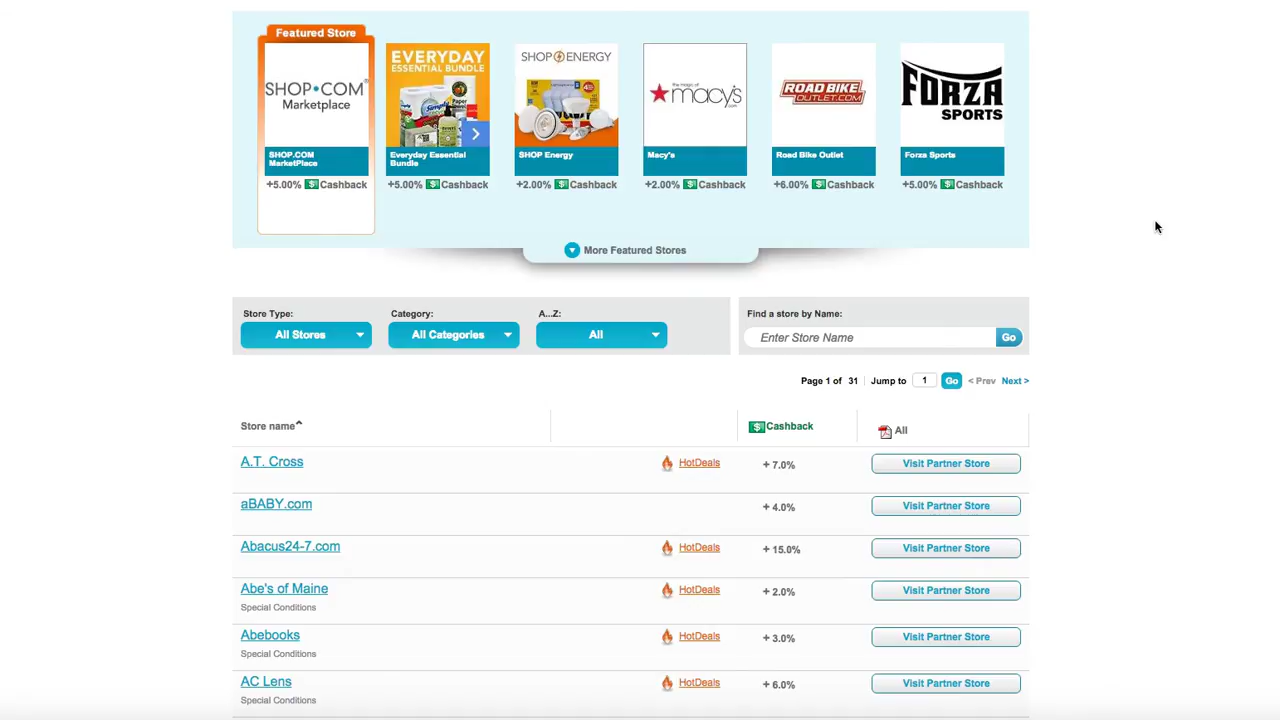 Featured Store
SHOP•COM®
Marketplace
SHOP.COM
MarketPlace
+5.00% Cashback
EVERYDAY
ESSENTIAL BUNDLE
Everyday Essential
Bundle
+5.00% Cashback
SHOP ENERGY
SHOP Energy
+2.00% Cashback
the magic of
macy's
.com
Macy's
+2.00% Cashback
ROAD BIKE
OUTLET.COM
Road Bike Outlet
+6.00% Cashback
FORZA
SPORTS
Forza Sports
+5.00% Cashback
More Featured Stores
Store Type:
All Stores
Category:
All Categories
A...Z:
All
Find a store by Name:
Enter Store Name
Go
Page 1 of 31 Jump to 1 Go < Prev Next >
Store name Cashback All
A.T. Cross HotDeals + 7.0% Visit Partner Store
aBABY.com + 4.0% Visit Partner Store
Abacus24-7.com HotDeals + 15.0% Visit Partner Store
Abe's of Maine HotDeals + 2.0% Visit Partner Store
Special Conditions
Abebooks HotDeals + 3.0% Visit Partner Store
Special Conditions
AC Lens HotDeals + 6.0% Visit Partner Store
Special Conditions